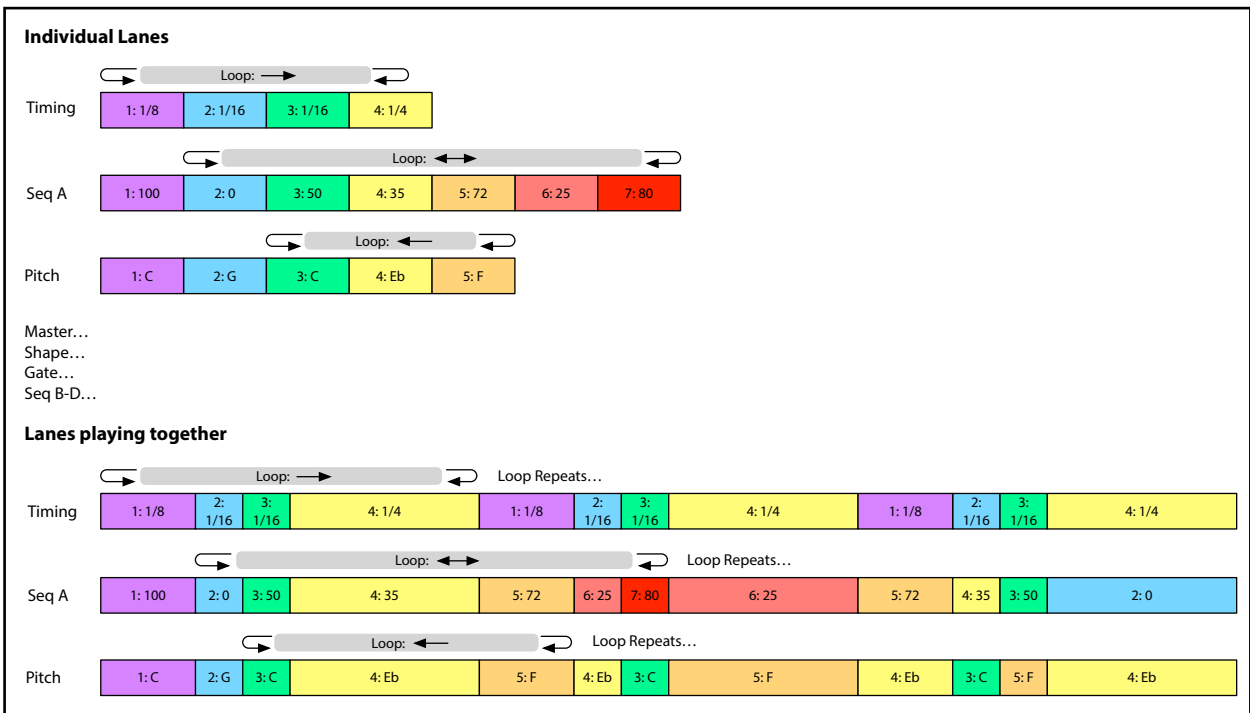 Individual Lanes
Loop:
Timing 1: 1/8 2: 1/16 3: 1/16 4: 1/4
Loop:
Seq A 1: 100 2: 0 3: 50 4: 35 5: 72 6: 25 7: 80
Loop:
Pitch 1: C 2: G 3: C 4: Eb 5: F
Master…
Shape…
Gate…
Seq B-D…
Lanes playing together
Loop: Loop Repeats…
Timing 1: 1/8 2: 1/16 3: 1/16 4: 1/4 1: 1/8 2: 1/16 3: 1/16 4: 1/4 1: 1/8 2: 1/16 3: 1/16 4: 1/4
Loop: Loop Repeats…
Seq A 1: 100 2: 0 3: 50 4: 35 5: 72 6: 25 7: 80 6: 25 5: 72 4: 35 3: 50 2: 0
Loop: Loop Repeats…
Pitch 1: C 2: G 3: C 4: Eb 5: F 4: Eb 3: C 5: F 4: Eb 3: C 5: F 4: Eb